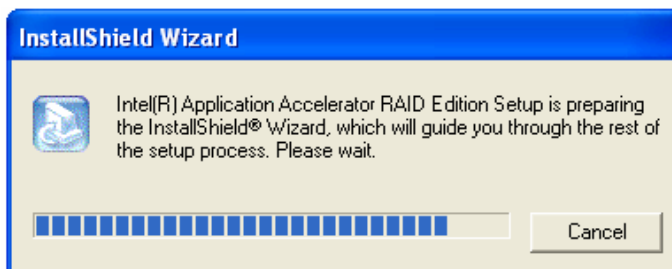 InstallShield Wizard
Intel(R) Application Accelerator RAID Edition Setup is preparing
the InstallShield® Wizard, which will guide you through the rest of
the setup process. Please wait.
Cancel